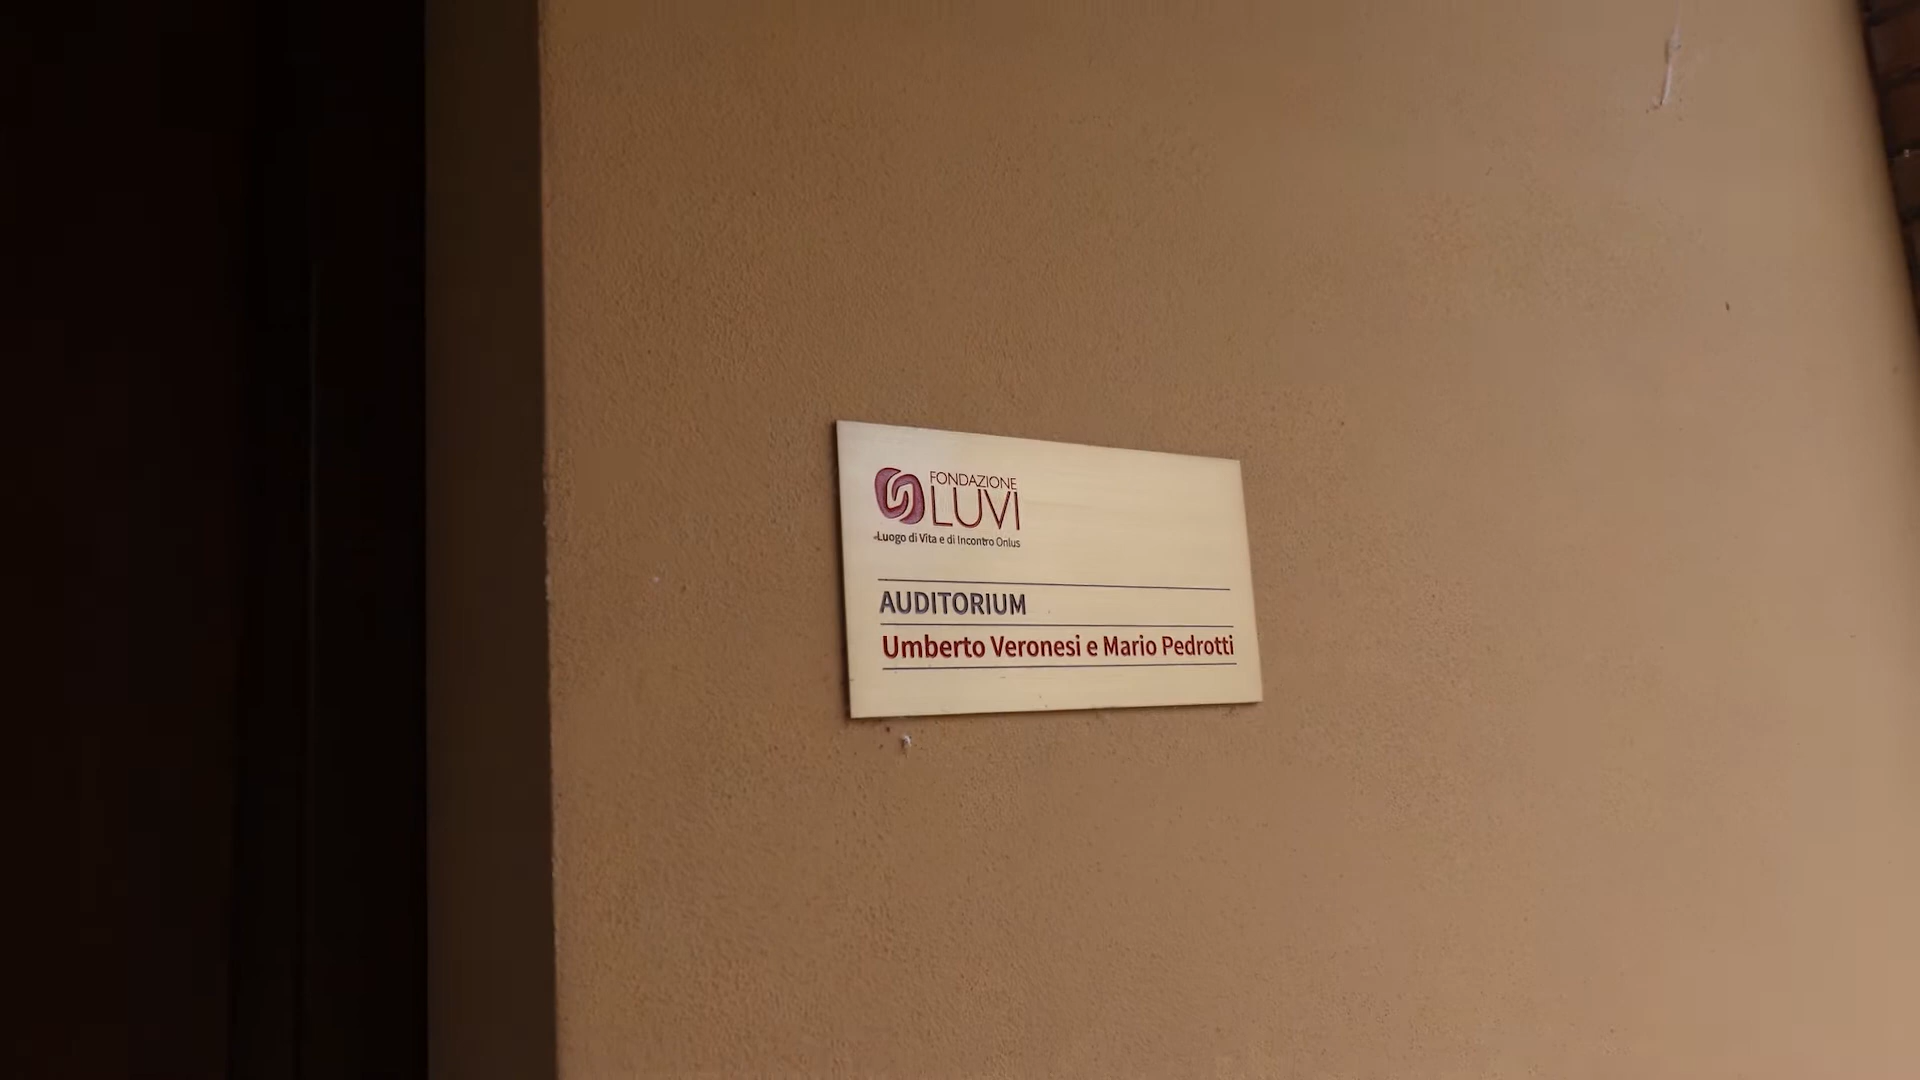 FONDAZIONE
LUVI
Luogo di Vita e di Incontro Onlus
AUDITORIUM
Umberto Veronesi e Mario Pedrotti